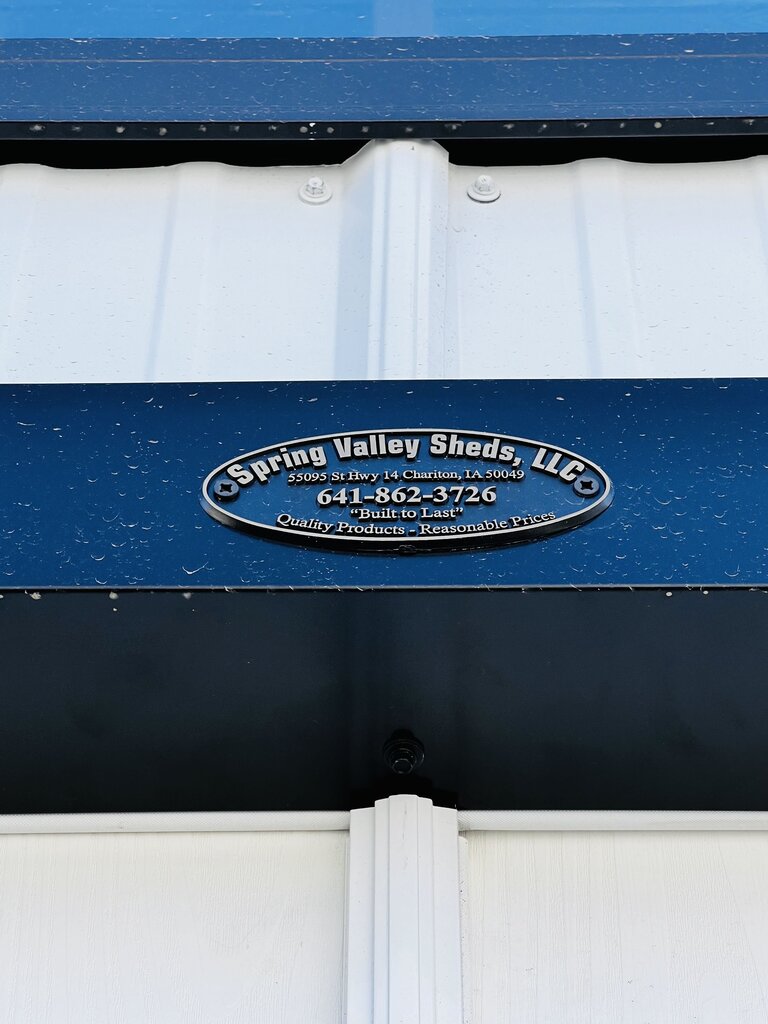 Spring Valley Sheds, LLC
55095 St Hwy 14 Chariton, IA 50049
641-862-3726
“Built to Last”
Quality Products - Reasonable Prices